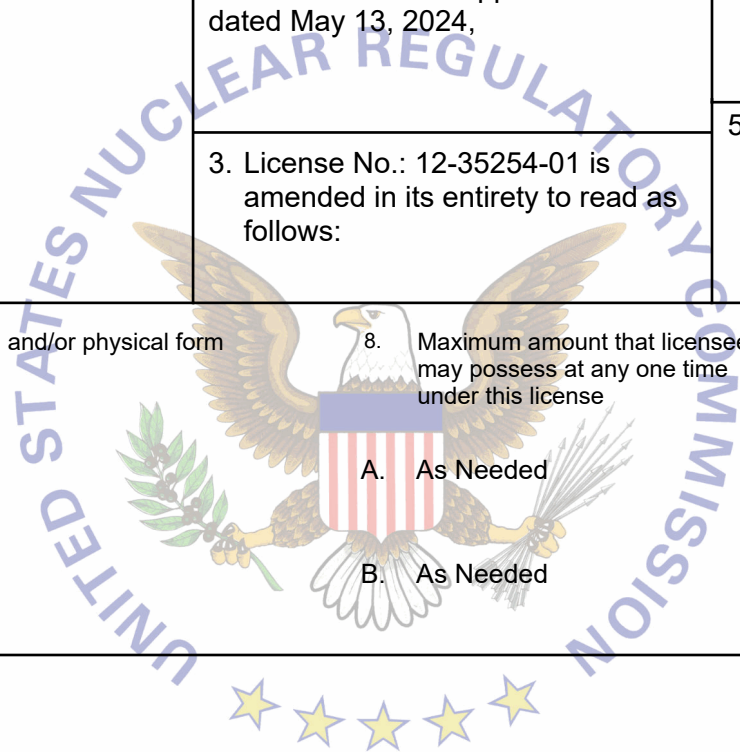 dated May 13, 2024,
5
3. License No.: 12-35254-01 is
amended in its entirety to read as
follows:
and/or physical form
8. Maximum amount that licensee
may possess at any one time
under this license
A. As Needed
B. As Needed
UNITED STATES NUCLEAR REGULATORY COMMISSION